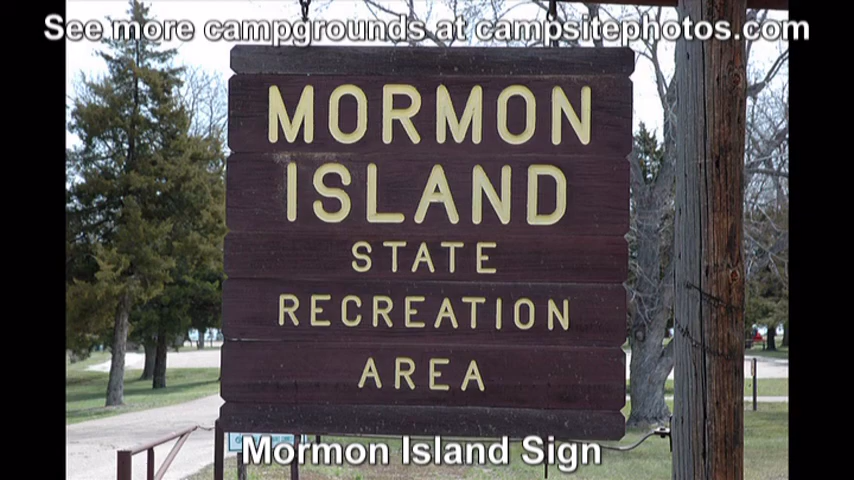 See more campgrounds at campsitephotos.com
MORMON
ISLAND
STATE
RECREATION
AREA
Mormon Island Sign